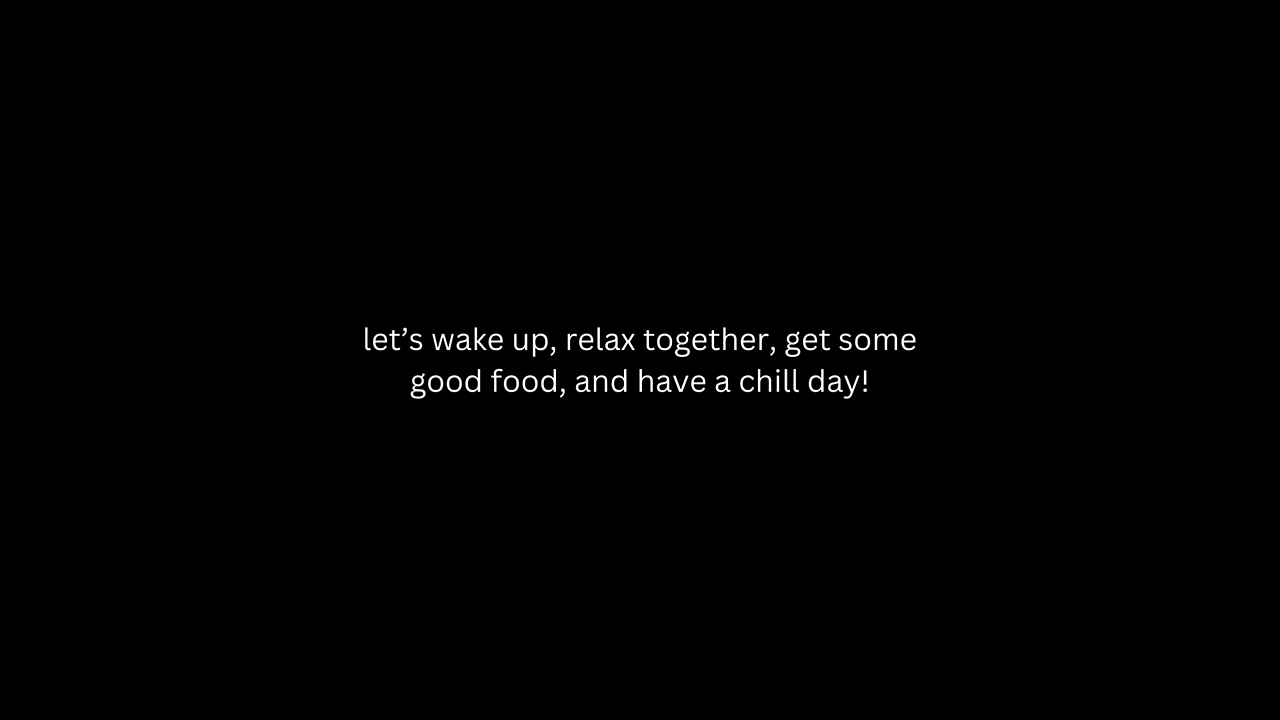 let’s wake up, relax together, get some
good food, and have a chill day!